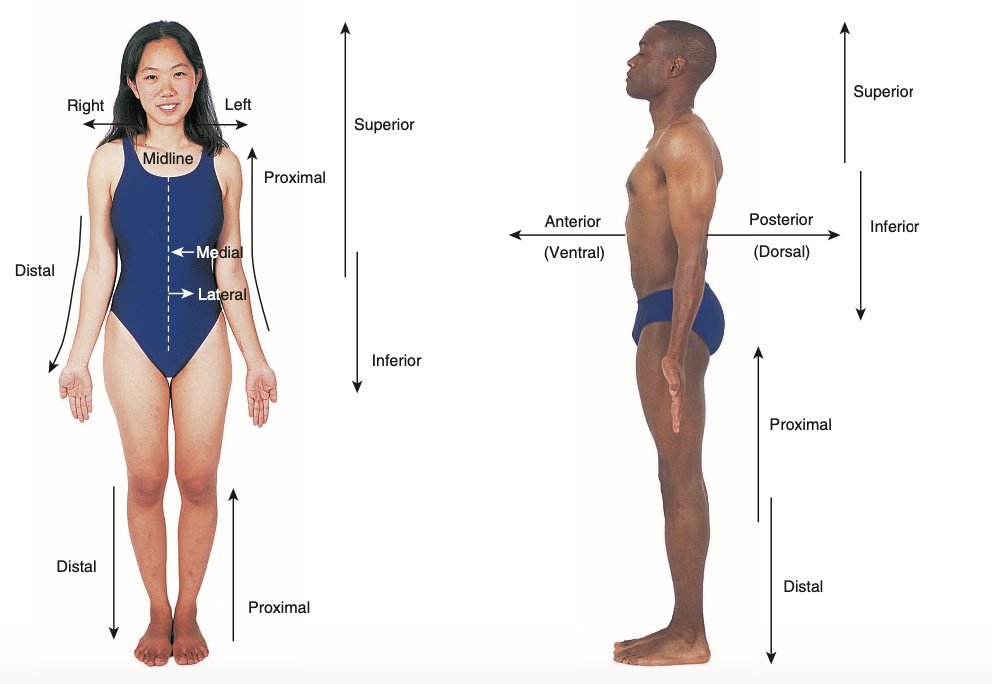 Right
Left
Superior
Midline
Proximal
Medial
Distal
Lateral
Inferior
Distal
Proximal
Superior
Anterior
(Ventral)
Posterior
(Dorsal)
Inferior
Proximal
Distal